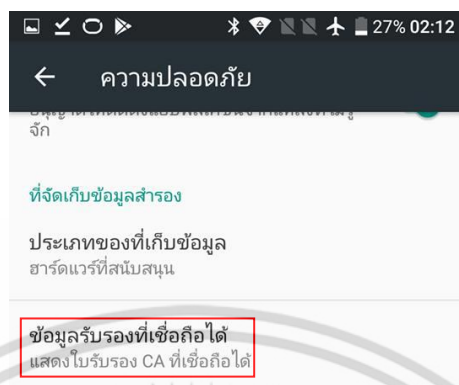 27% 02:12
ความปลอดภัย
จัก
ที่จัดเก็บข้อมูลสำรอง
ประเภทของที่เก็บข้อมูล
ฮาร์ดแวร์ที่สนับสนุน
ข้อมูลรับรองที่เชื่อถือได้
แสดงใบรับรอง CA ที่เชื่อถือได้